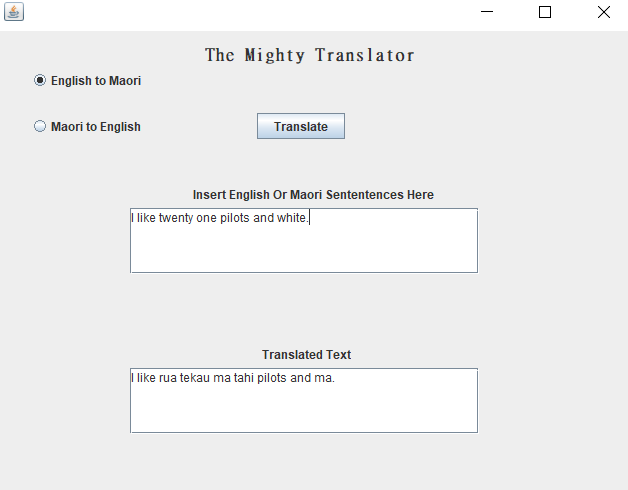 The Mighty Translator
English to Maori
Maori to English
Translate
Insert English Or Maori Sententences Here
I like twenty one pilots and white.
Translated Text
I like rua tekau ma tahi pilots and ma.